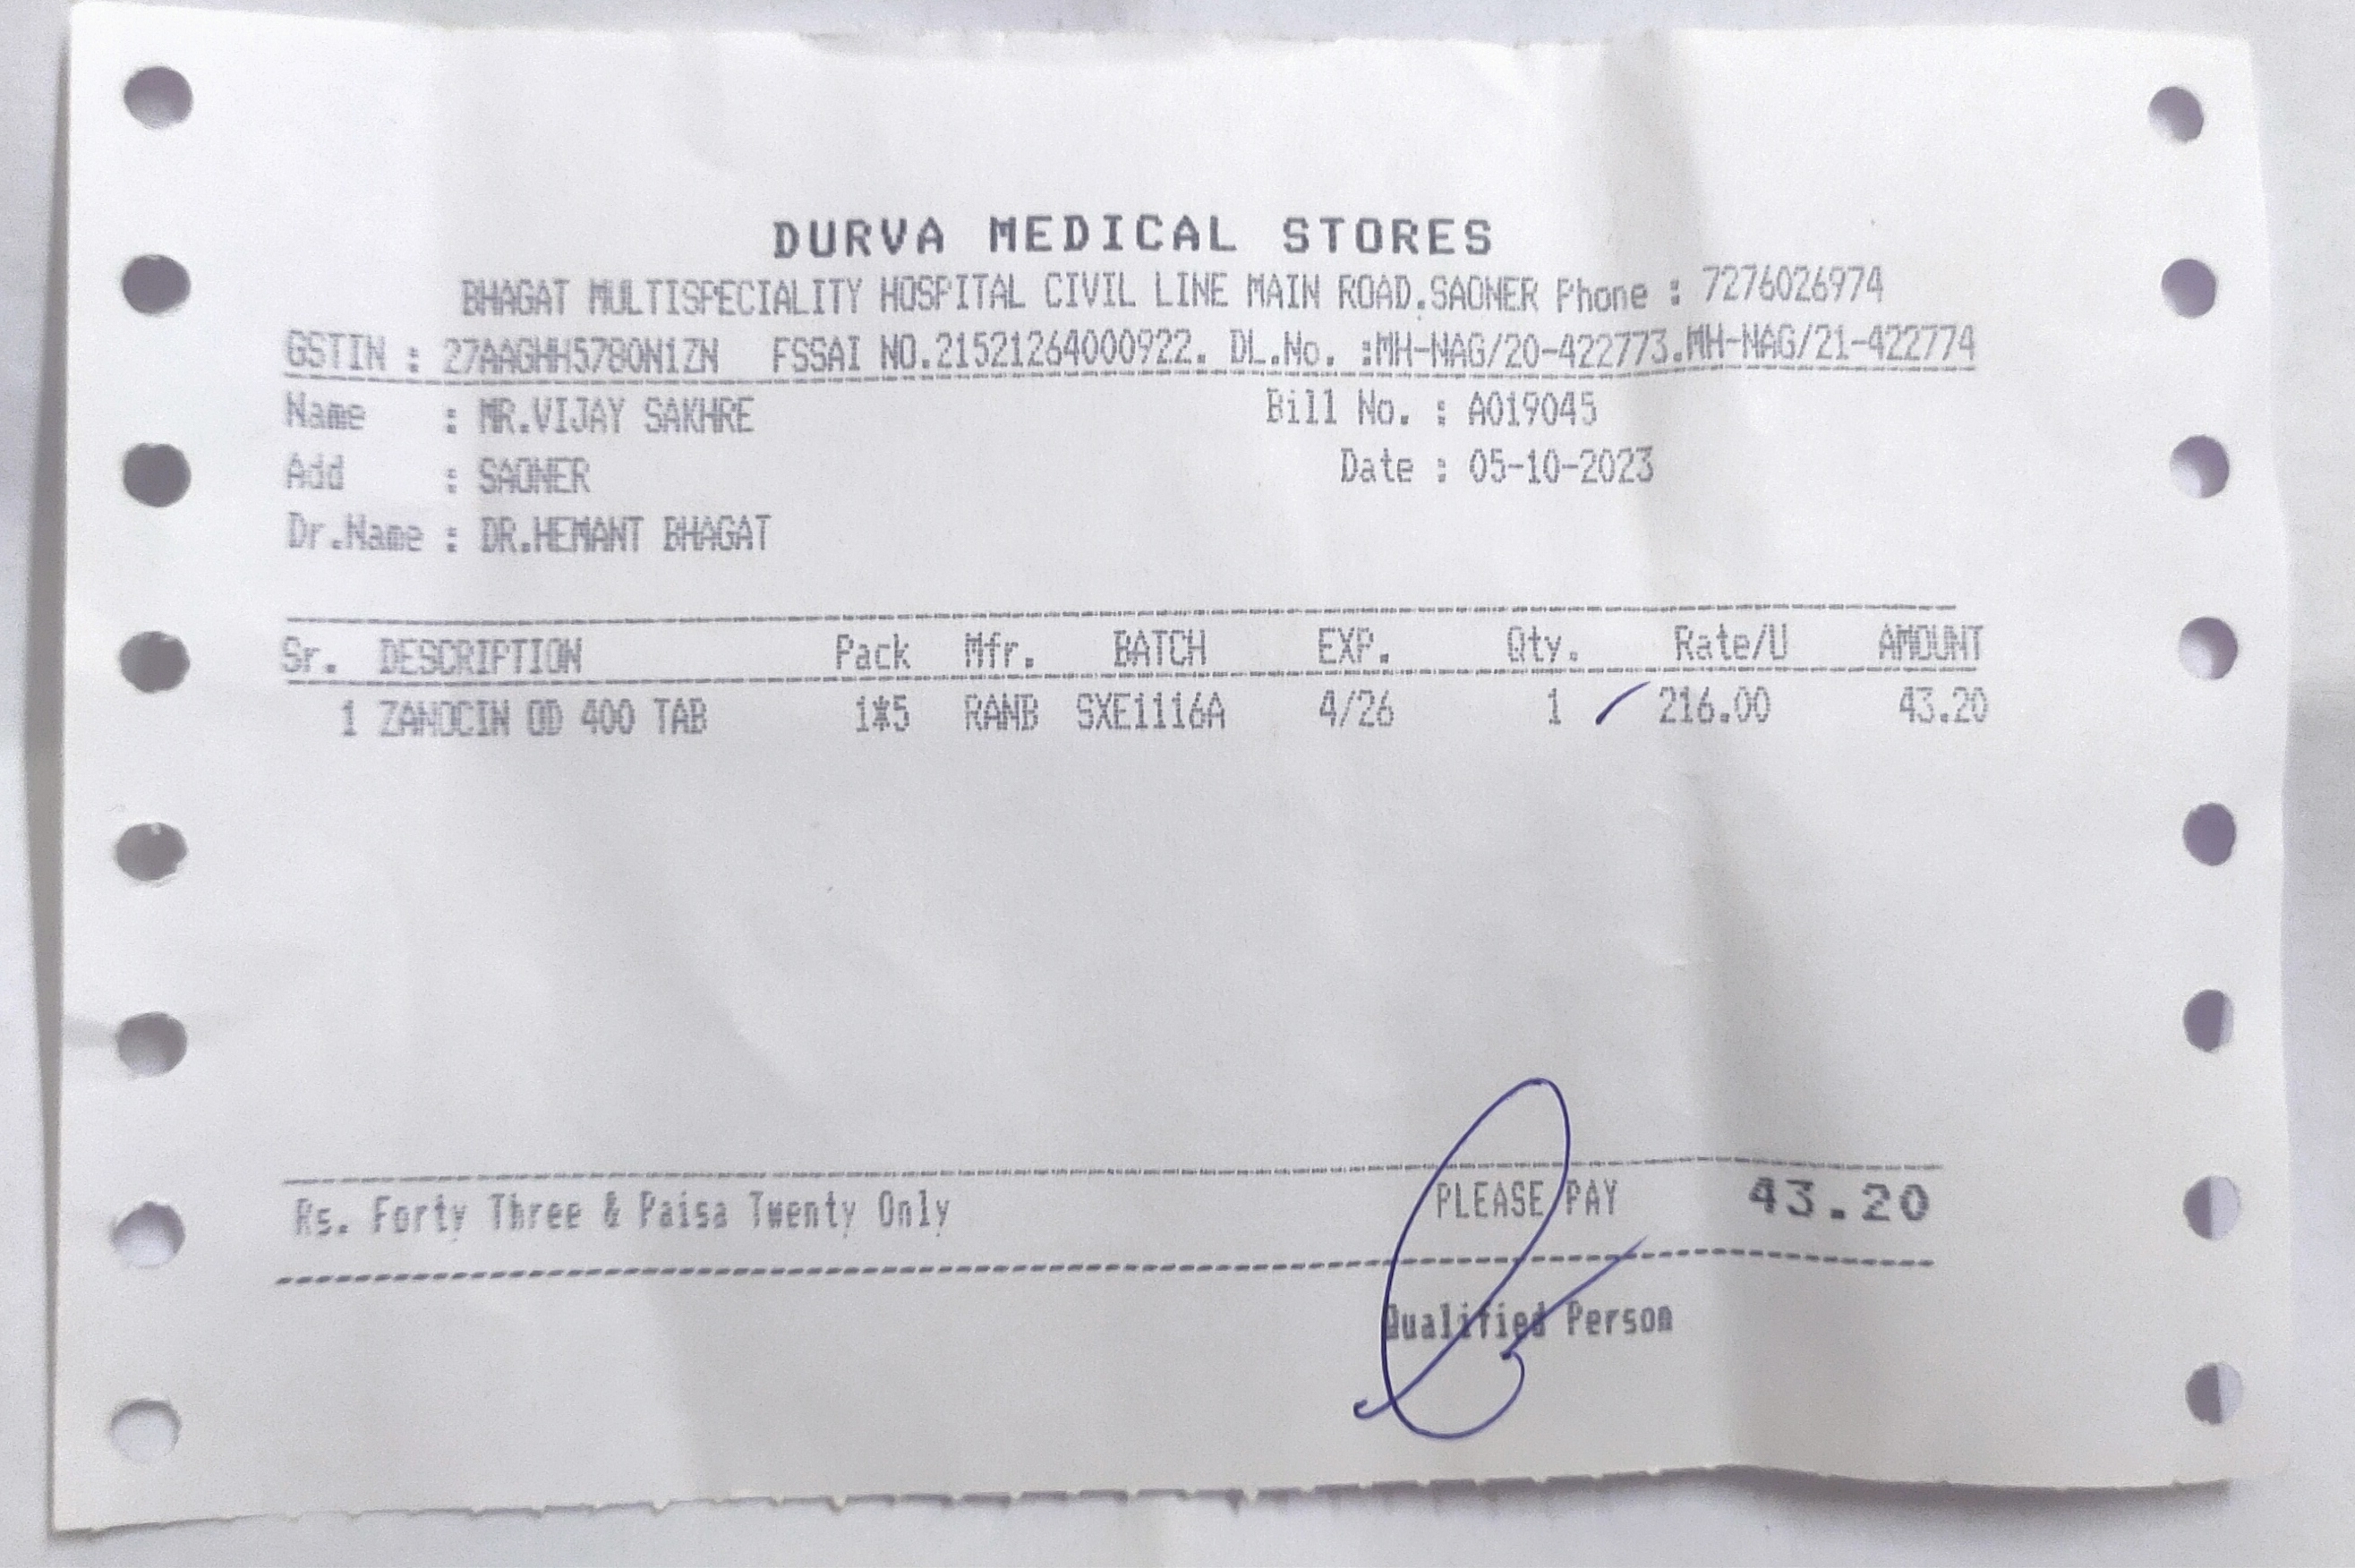 DURVA MEDICAL STORES
BHAGAT MULTISPECIALITY HOSPITAL CIVIL LINE MAIN ROAD.SAONER Phone : 7276026974
GSTIN : 27AAGHH5780N1ZN FSSAI NO.21521264000922. DL.No. :MH-NAG/20-422773.MH-NAG/21-422774
Name : MR.VIJAY SAKHRE Bill No. : A019045
Add : SAONER Date : 05-10-2023
Dr.Name : DR.HEMANT BHAGAT
Sr. DESCRIPTION Pack Mfr. BATCH EXP. Qty. Rate/U AMOUNT
1 ZANOCIN OD 400 TAB 1*5 RANB SXE1116A 4/26 1 216.00 43.20
Rs. Forty Three & Paisa Twenty Only PLEASE PAY 43.20
Qualified Person